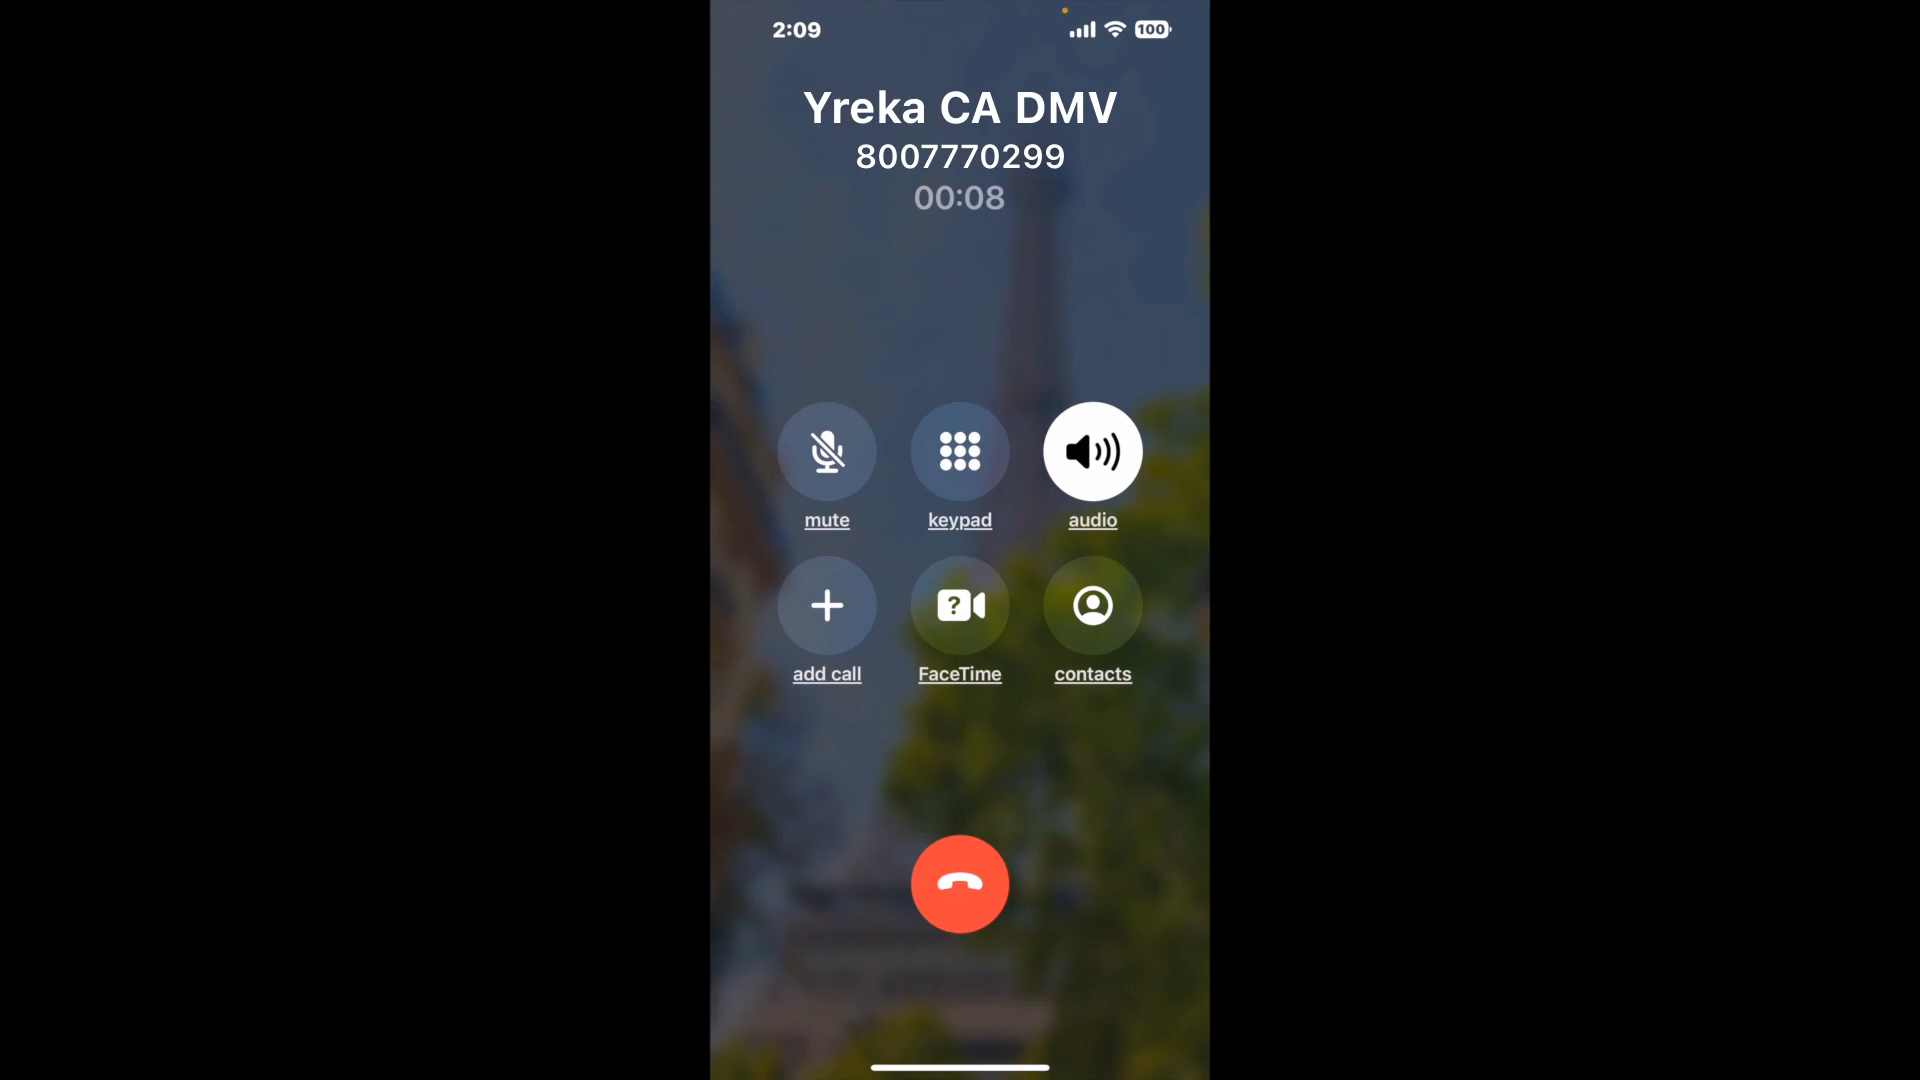 2:09
100
Yreka CA DMV
8007770299
00:08
mute
keypad
audio
?
add call
FaceTime
contacts